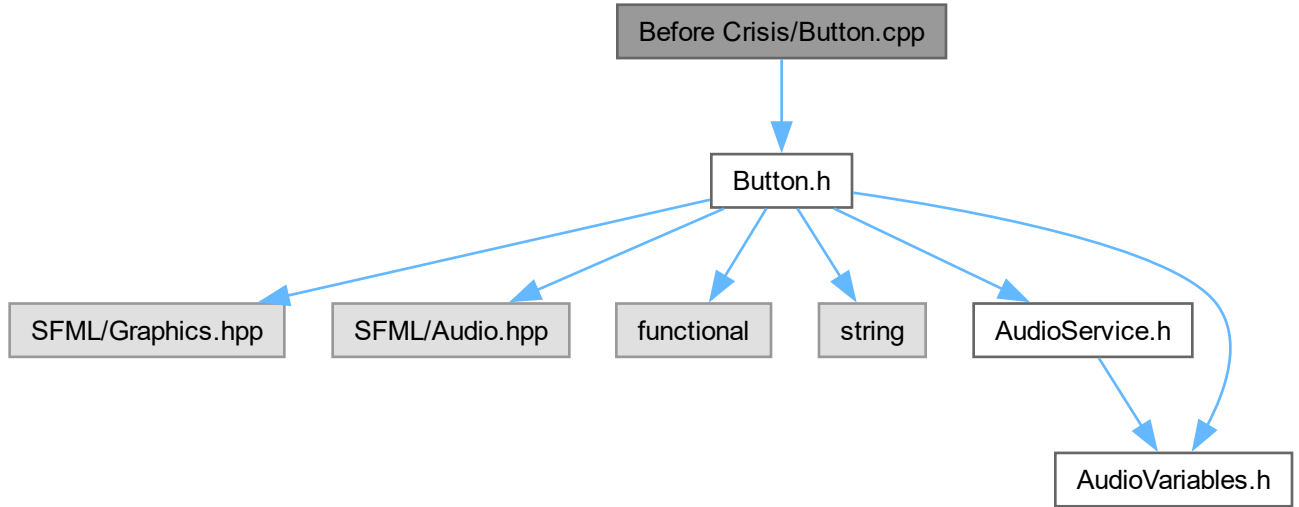 Before Crisis/Button.cpp
Button.h
SFML/Graphics.hpp
SFML/Audio.hpp
functional
string
AudioService.h
AudioVariables.h